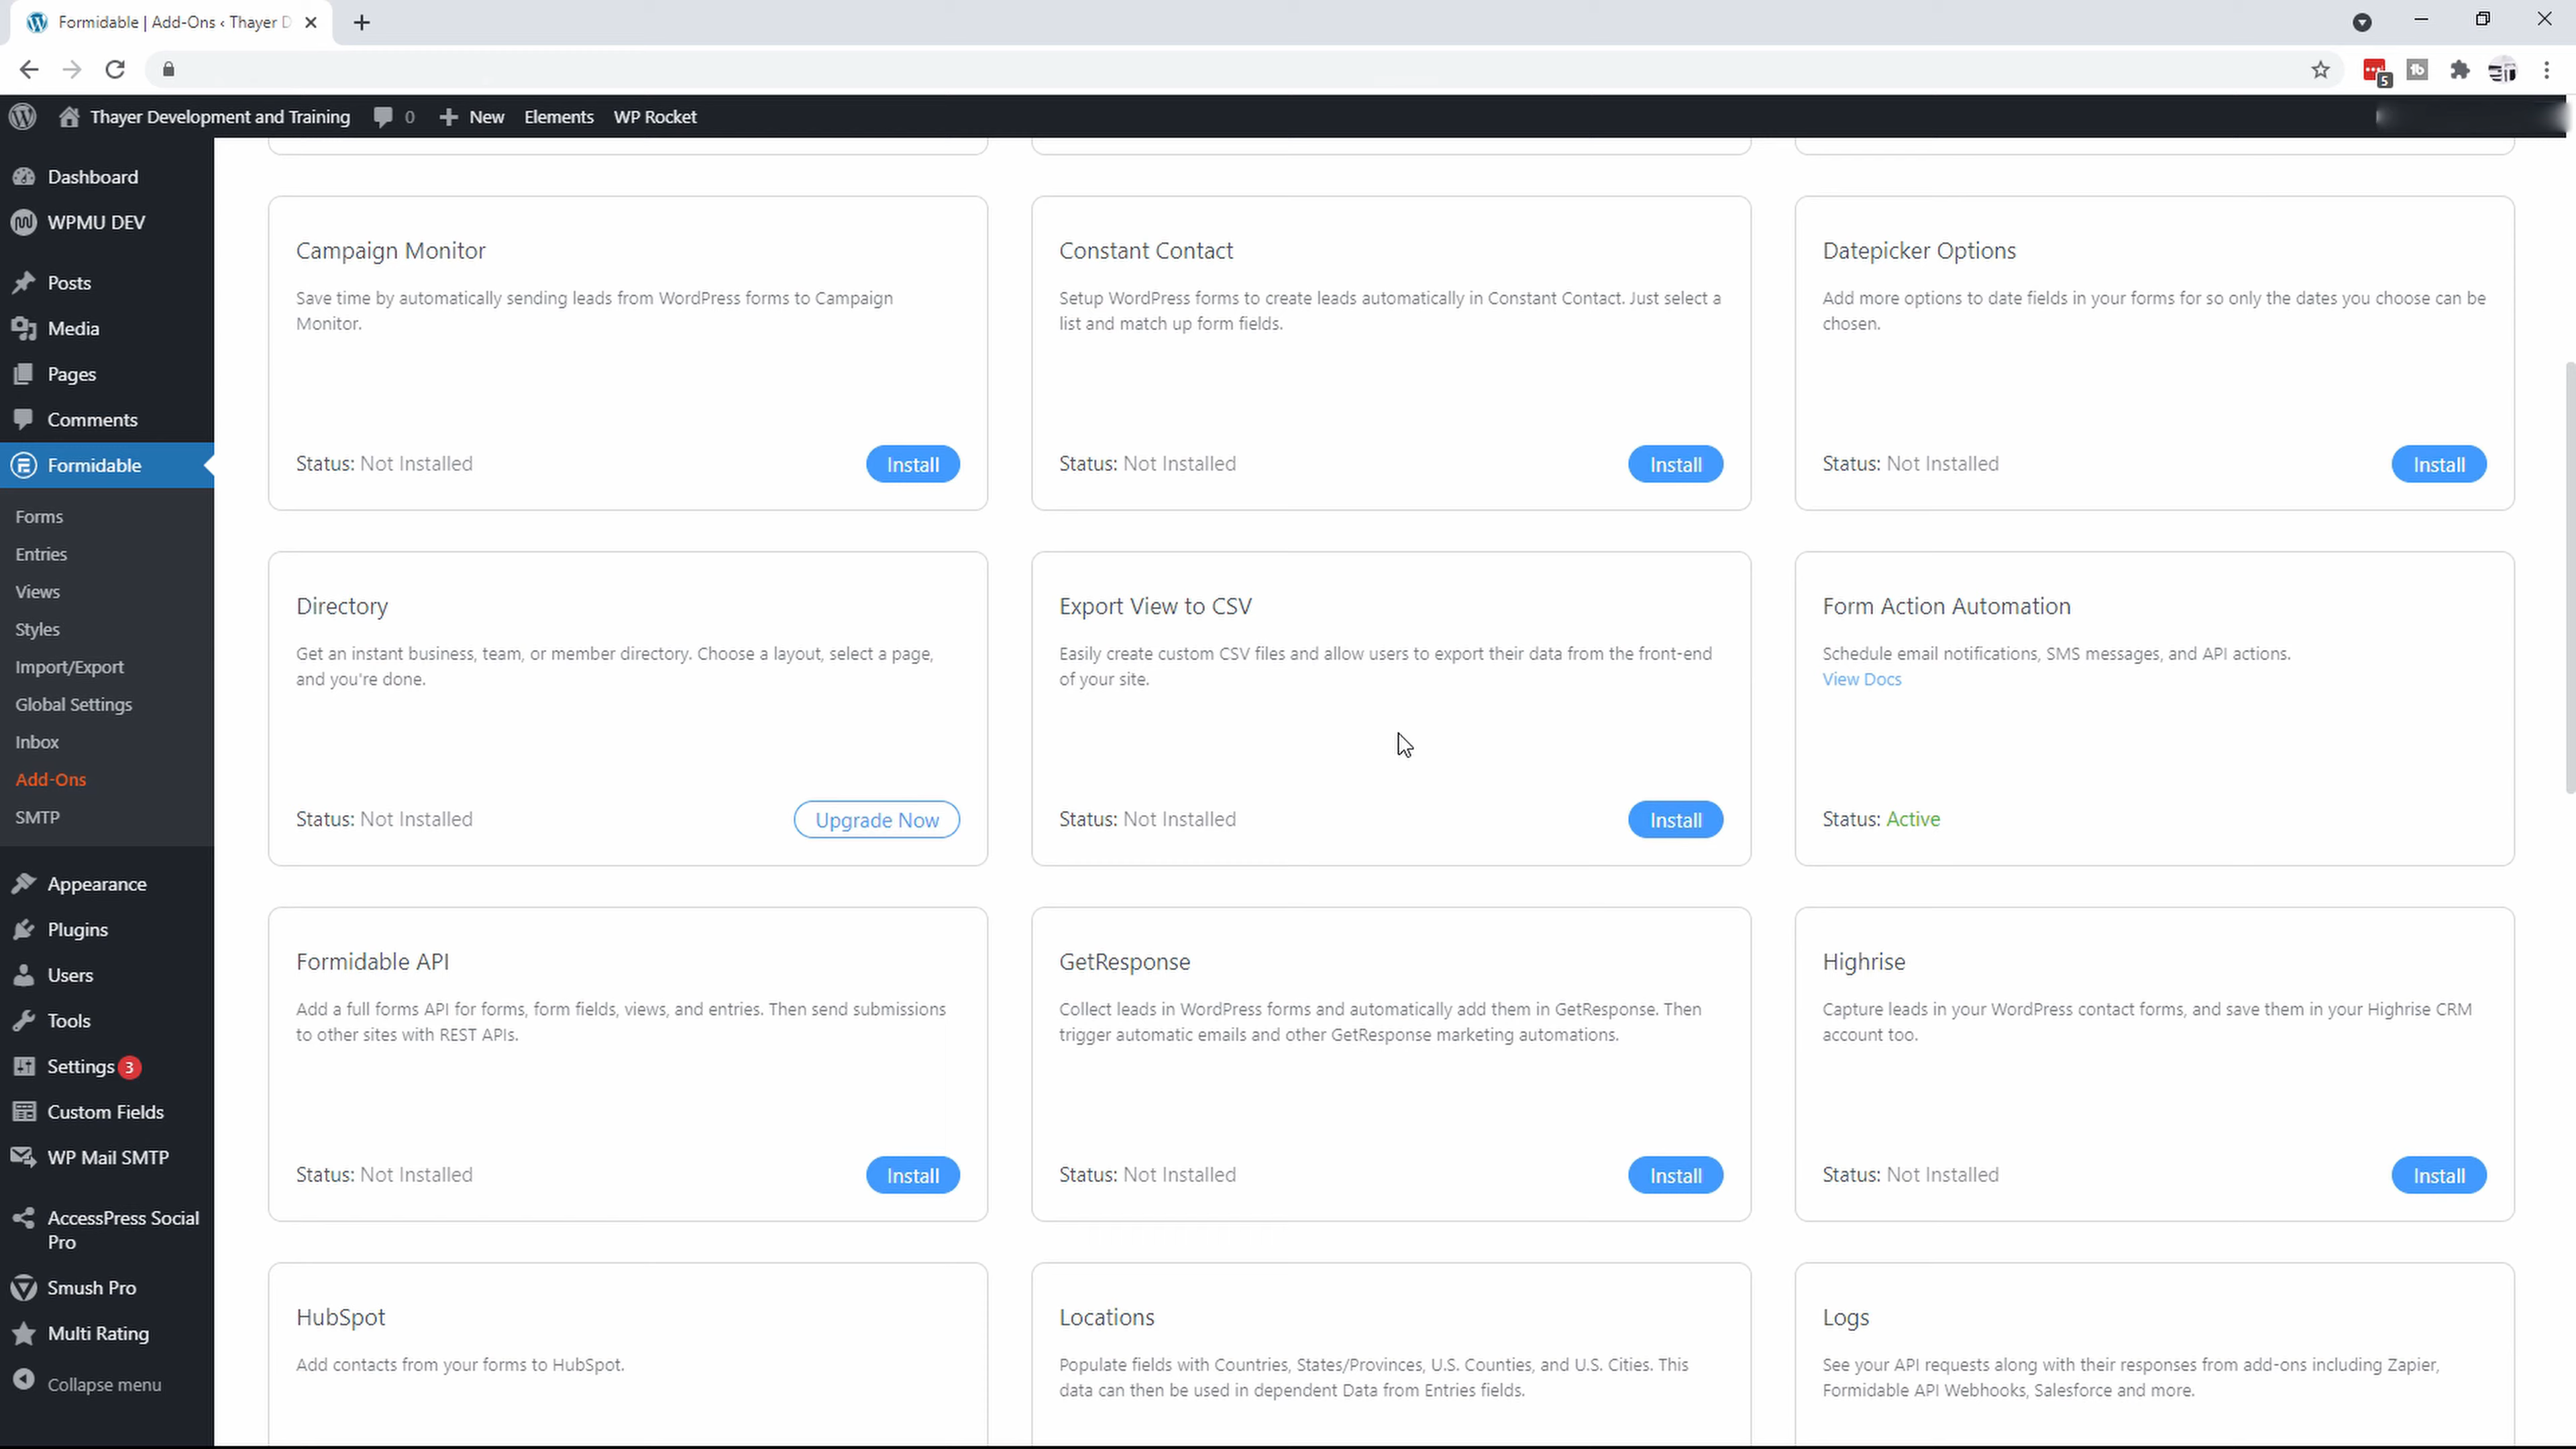 Formidable | Add-Ons ‹ Thayer D
5
Thayer Development and Training
0
New
Elements
WP Rocket
Dashboard
WPMU DEV
Posts
Media
Pages
Comments
Formidable
Forms
Entries
Views
Styles
Import/Export
Global Settings
Inbox
Add-Ons
SMTP
Appearance
Plugins
Users
Tools
Settings 3
Custom Fields
WP Mail SMTP
AccessPress Social
Pro
Smush Pro
Multi Rating
Collapse menu
Campaign Monitor
Save time by automatically sending leads from WordPress forms to Campaign
Monitor.
Status: Not Installed
Install
Constant Contact
Setup WordPress forms to create leads automatically in Constant Contact. Just select a
list and match up form fields.
Status: Not Installed
Install
Datepicker Options
Add more options to date fields in your forms for so only the dates you choose can be
chosen.
Status: Not Installed
Install
Directory
Get an instant business, team, or member directory. Choose a layout, select a page,
and you're done.
Status: Not Installed
Upgrade Now
Export View to CSV
Easily create custom CSV files and allow users to export their data from the front-end
of your site.
Status: Not Installed
Install
Form Action Automation
Schedule email notifications, SMS messages, and API actions.
View Docs
Status: Active
Formidable API
Add a full forms API for forms, form fields, views, and entries. Then send submissions
to other sites with REST APIs.
Status: Not Installed
Install
GetResponse
Collect leads in WordPress forms and automatically add them in GetResponse. Then
trigger automatic emails and other GetResponse marketing automations.
Status: Not Installed
Install
Highrise
Capture leads in your WordPress contact forms, and save them in your Highrise CRM
account too.
Status: Not Installed
Install
HubSpot
Add contacts from your forms to HubSpot.
Locations
Populate fields with Countries, States/Provinces, U.S. Counties, and U.S. Cities. This
data can then be used in dependent Data from Entries fields.
Logs
See your API requests along with their responses from add-ons including Zapier,
Formidable API Webhooks, Salesforce and more.